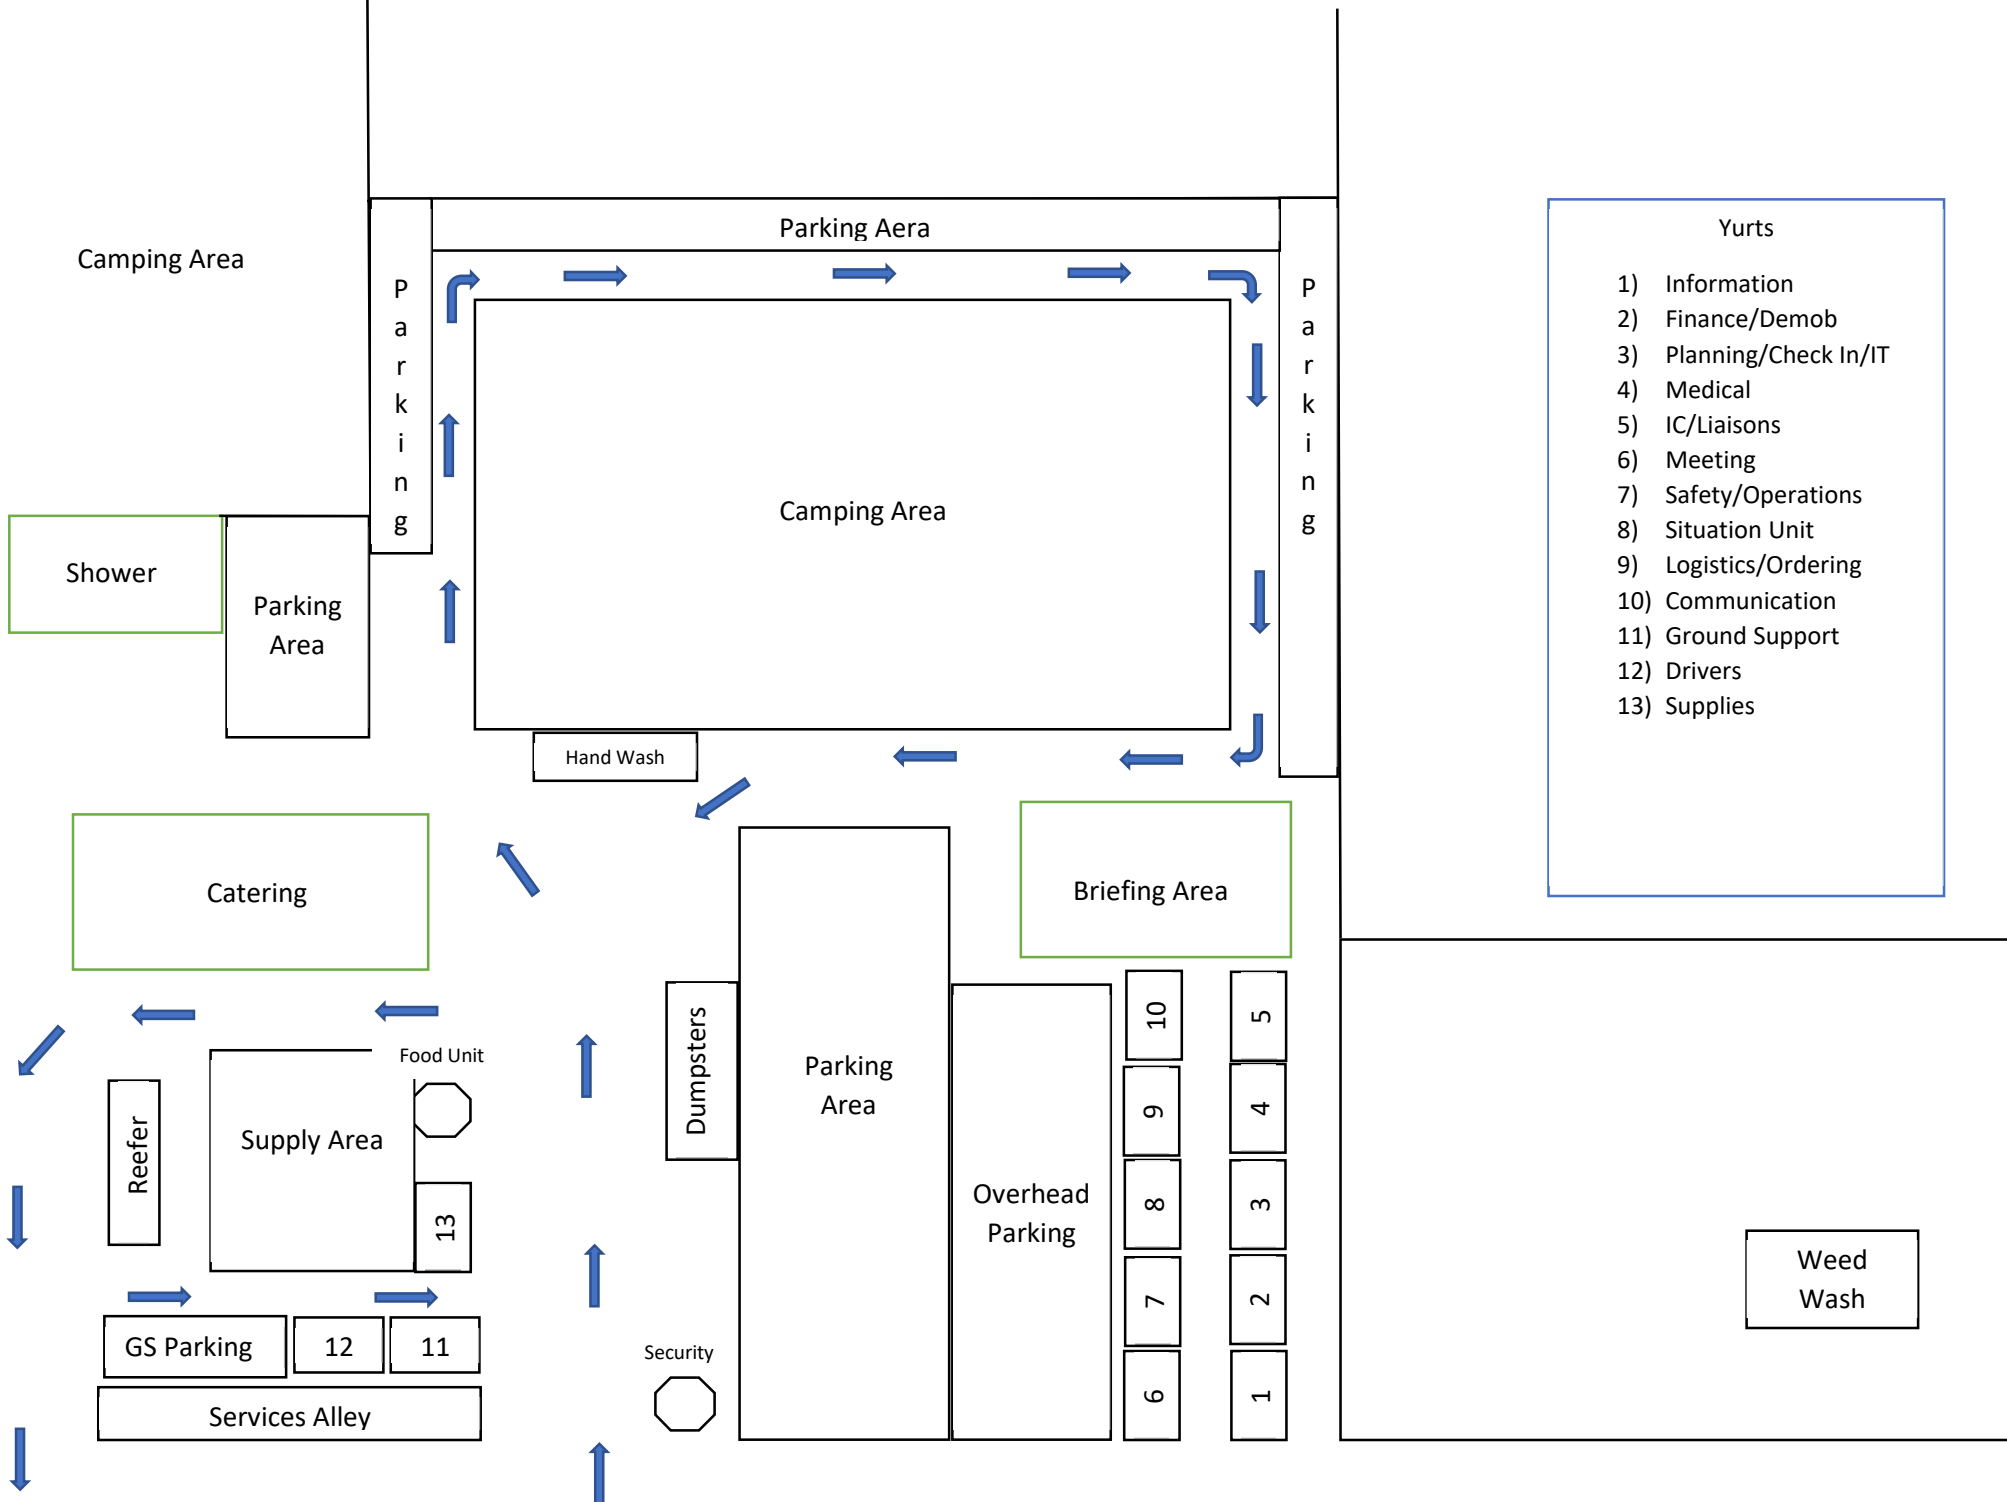 Camping Area
Parking Aera
Parking
Parking
Yurts
1) Information
2) Finance/Demob
3) Planning/Check In/IT
4) Medical
5) IC/Liaisons
6) Meeting
7) Safety/Operations
8) Situation Unit
9) Logistics/Ordering
10) Communication
11) Ground Support
12) Drivers
13) Supplies
Camping Area
Shower
Parking
Area
Hand Wash
Catering
Briefing Area
Dumpsters
Parking
Area
Overhead
Parking
10
5
9
4
8
3
7
2
6
1
Food Unit
Reefer
Supply Area
13
GS Parking
12
11
Services Alley
Security
Weed
Wash